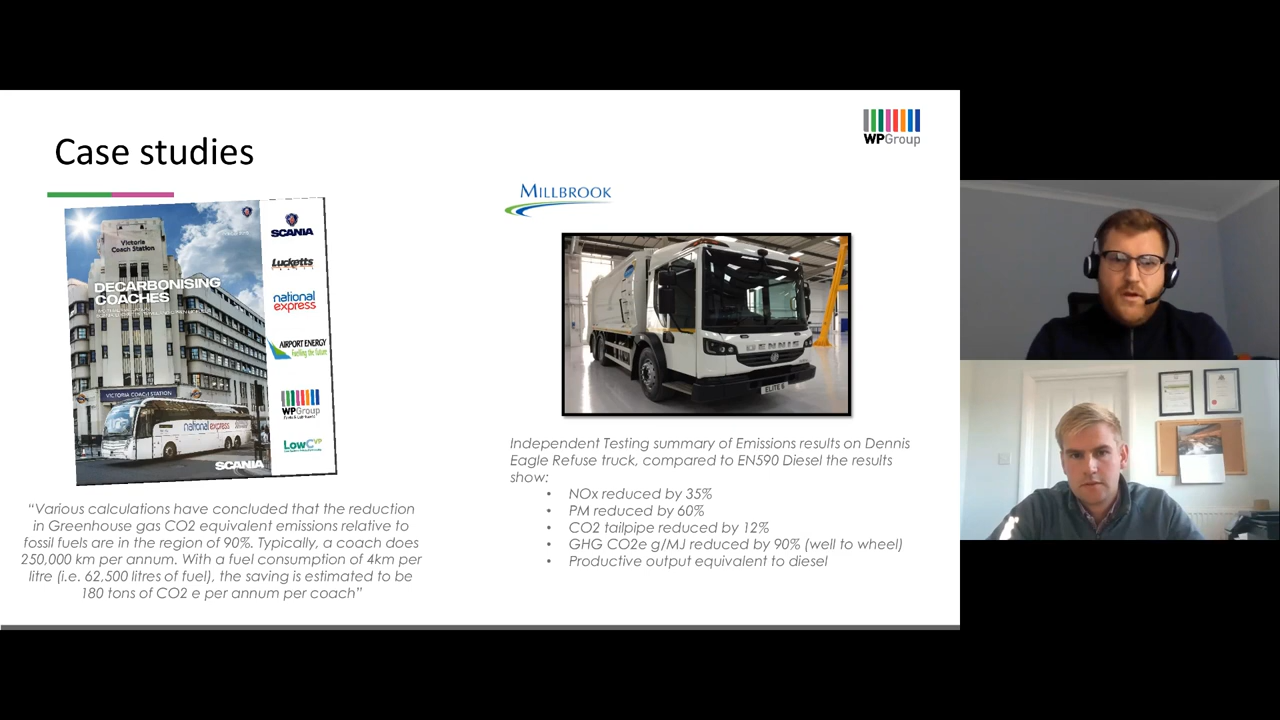 Case studies
WPGroup
Victoria
Coach Station
DECARBONISING
COACHES
VICTORIA COACH STATION
national express
SCANIA
SCANIA
Lucketts
national
express
AIRPORT ENERGY
Fuelling the future
WPGroup
LowCVP
"Various calculations have concluded that the reduction
in Greenhouse gas CO2 equivalent emissions relative to
fossil fuels are in the region of 90%. Typically, a coach does
250,000 km per annum. With a fuel consumption of 4km per
litre (i.e. 62,500 litres of fuel), the saving is estimated to be
180 tons of CO2 e per annum per coach"
MILLBROOK
DENNIS
ELITE 6
Independent Testing summary of Emissions results on Dennis
Eagle Refuse truck, compared to EN590 Diesel the results
show:
• NOx reduced by 35%
• PM reduced by 60%
• CO2 tailpipe reduced by 12%
• GHG CO2e g/MJ reduced by 90% (well to wheel)
• Productive output equivalent to diesel